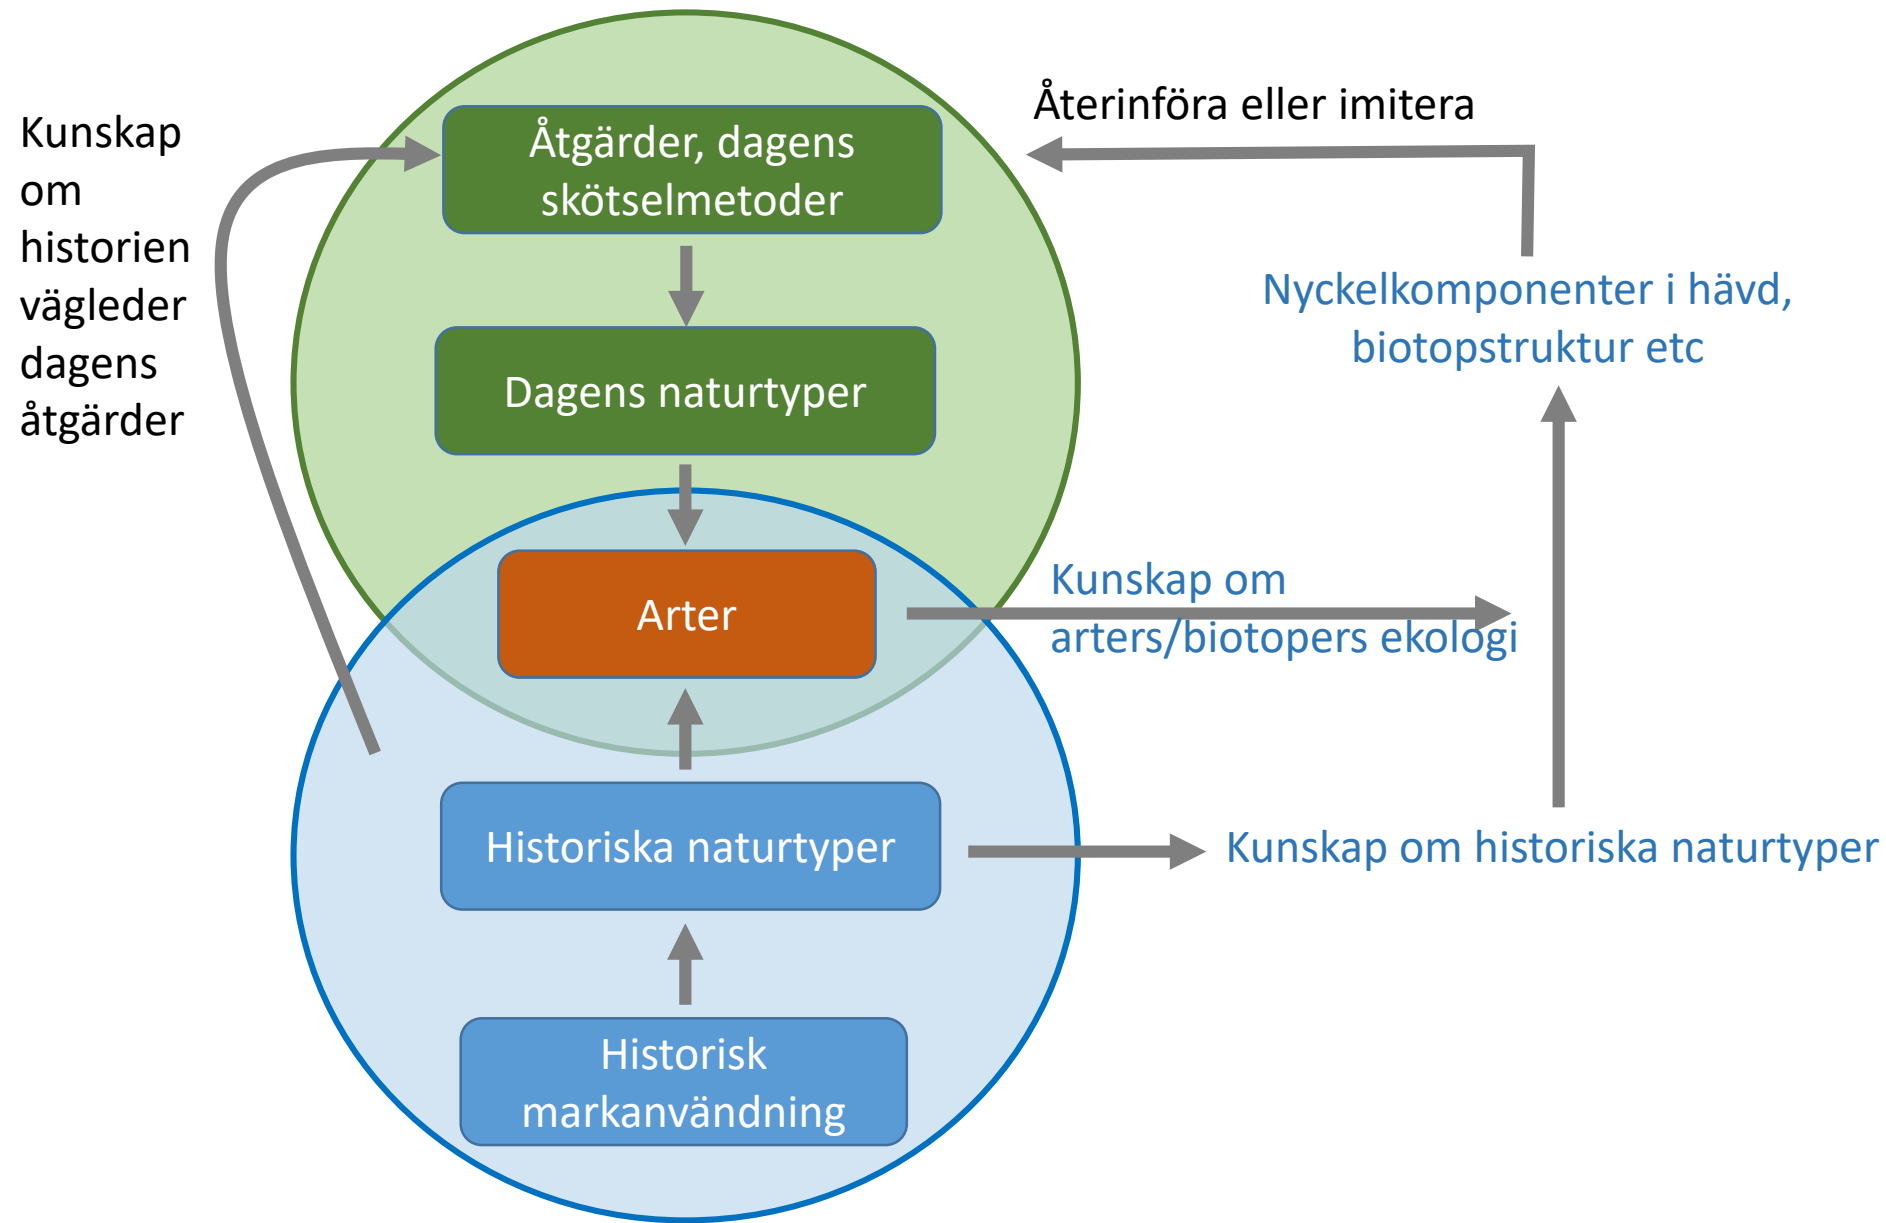 Kunskap
om
historien
vägleder
dagens
åtgärder
Åtgärder, dagens
skötselmetoder
Dagens naturtyper
Arter
Historiska naturtyper
Historisk
markanvändning
Återinföra eller imitera
Nyckelkomponenter i hävd,
biotopstruktur etc
Kunskap om
arters/biotopers ekologi
Kunskap om historiska naturtyper